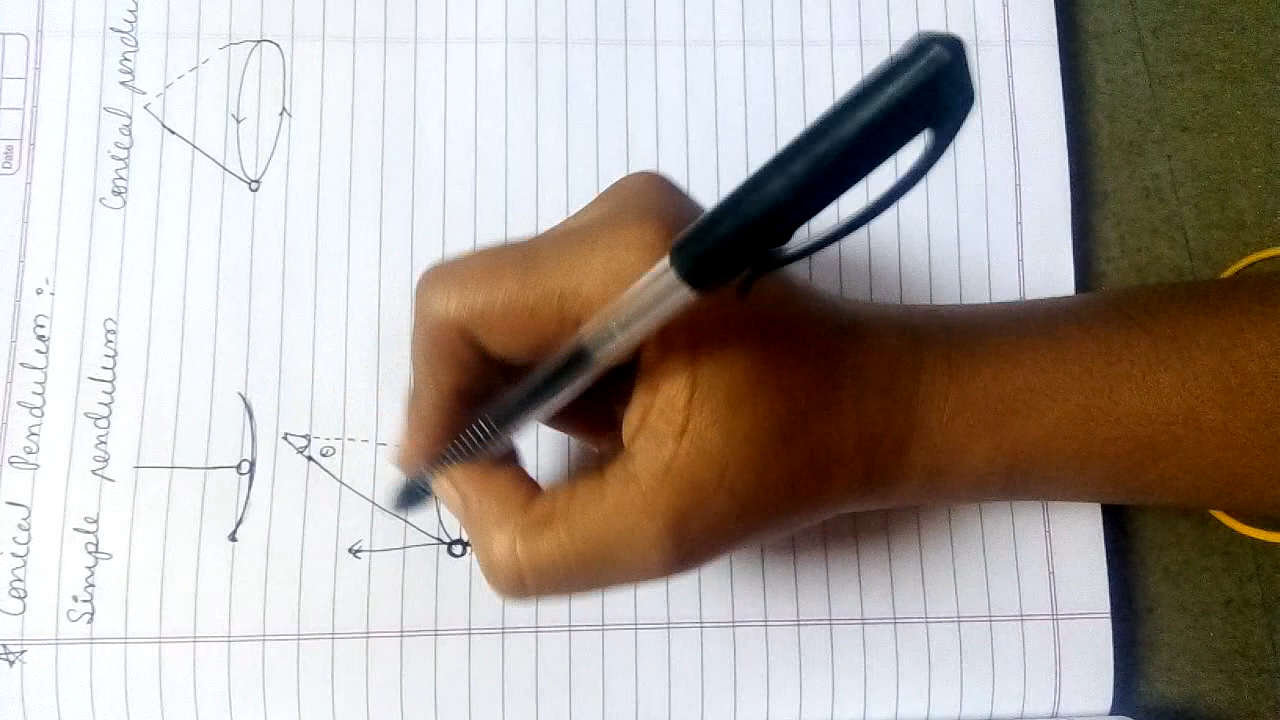 Date
☆ Conical Pendulum :-
Simple pendulum Conical pendu
θ